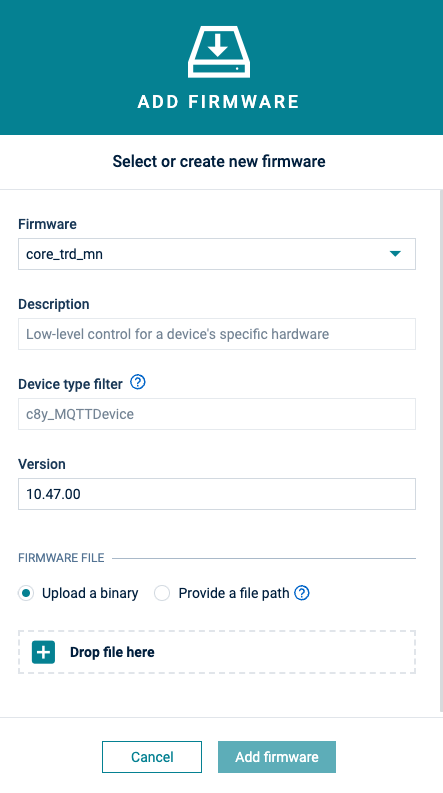 ADD FIRMWARE
Select or create new firmware
Firmware
core_trd_mn
Description
Low-level control for a device's specific hardware
Device type filter ?
c8y_MQTTDevice
Version
10.47.00
FIRMWARE FILE
Upload a binary Provide a file path ?
Drop file here
Cancel Add firmware